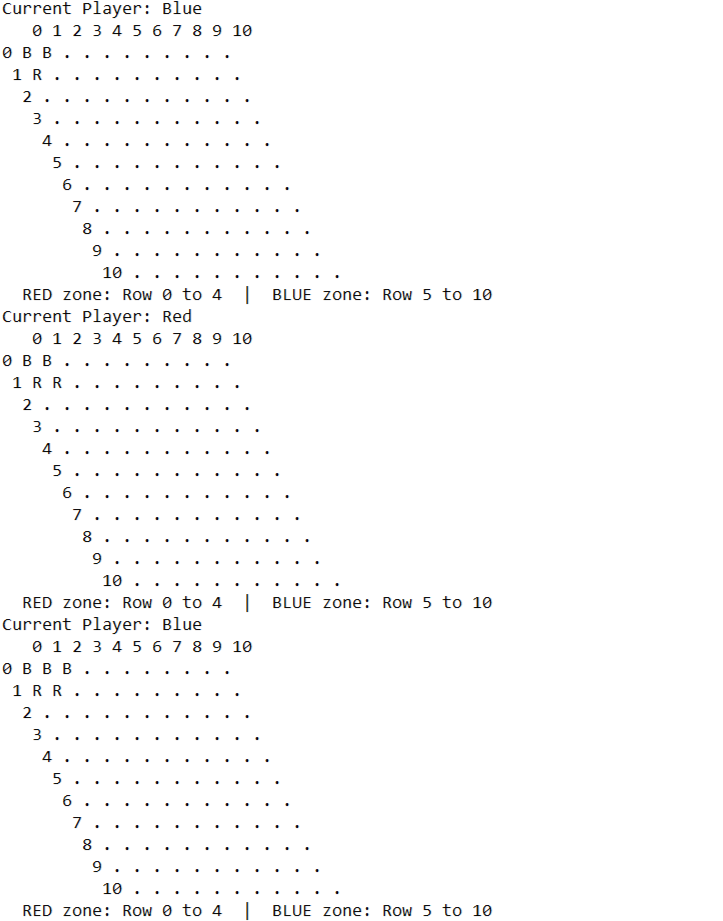 Current Player: Blue
   0 1 2 3 4 5 6 7 8 9 10
0 B B . . . . . . . . .
 1 R . . . . . . . . . .
  2 . . . . . . . . . . .
   3 . . . . . . . . . . .
    4 . . . . . . . . . . .
     5 . . . . . . . . . . .
      6 . . . . . . . . . . .
       7 . . . . . . . . . . .
        8 . . . . . . . . . . .
         9 . . . . . . . . . . .
          10 . . . . . . . . . . .
  RED zone: Row 0 to 4  |  BLUE zone: Row 5 to 10
Current Player: Red
   0 1 2 3 4 5 6 7 8 9 10
0 B B . . . . . . . . .
 1 R R . . . . . . . . .
  2 . . . . . . . . . . .
   3 . . . . . . . . . . .
    4 . . . . . . . . . . .
     5 . . . . . . . . . . .
      6 . . . . . . . . . . .
       7 . . . . . . . . . . .
        8 . . . . . . . . . . .
         9 . . . . . . . . . . .
          10 . . . . . . . . . . .
  RED zone: Row 0 to 4  |  BLUE zone: Row 5 to 10
Current Player: Blue
   0 1 2 3 4 5 6 7 8 9 10
0 B B B . . . . . . . .
 1 R R . . . . . . . . .
  2 . . . . . . . . . . .
   3 . . . . . . . . . . .
    4 . . . . . . . . . . .
     5 . . . . . . . . . . .
      6 . . . . . . . . . . .
       7 . . . . . . . . . . .
        8 . . . . . . . . . . .
         9 . . . . . . . . . . .
          10 . . . . . . . . . . .
  RED zone: Row 0 to 4  |  BLUE zone: Row 5 to 10